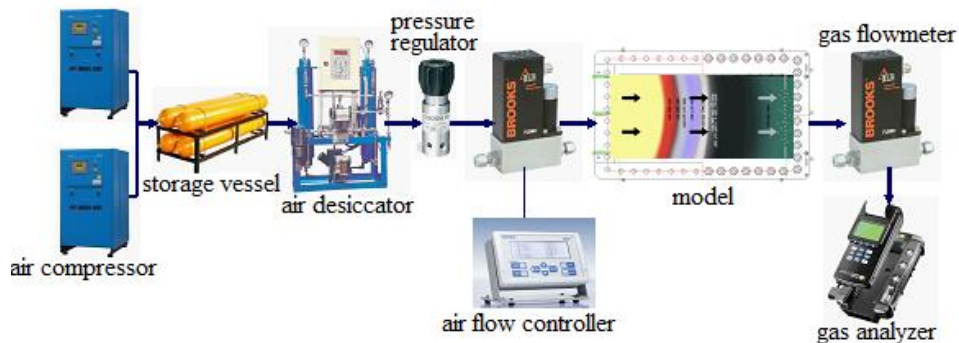 pressure
regulator
gas flowmeter
BROOKS
BROOKS
storage vessel
air desiccator
model
air compressor
air flow controller
gas analyzer